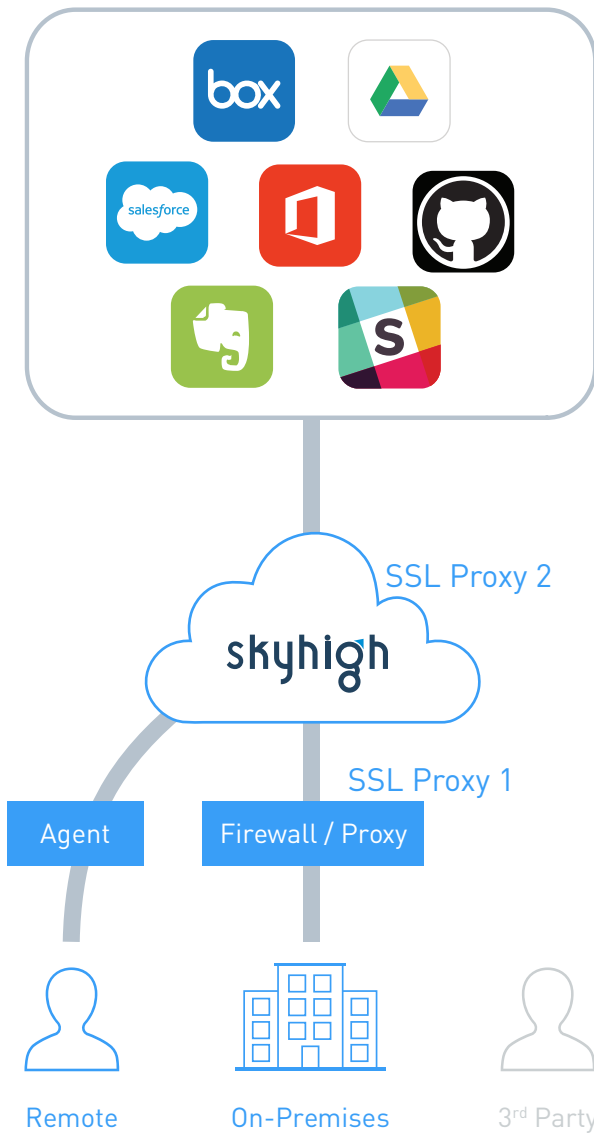 box
salesforce
S
SSL Proxy 2
skyhigh
SSL Proxy 1
Agent
Firewall / Proxy
Remote
On-Premises
3rd Party